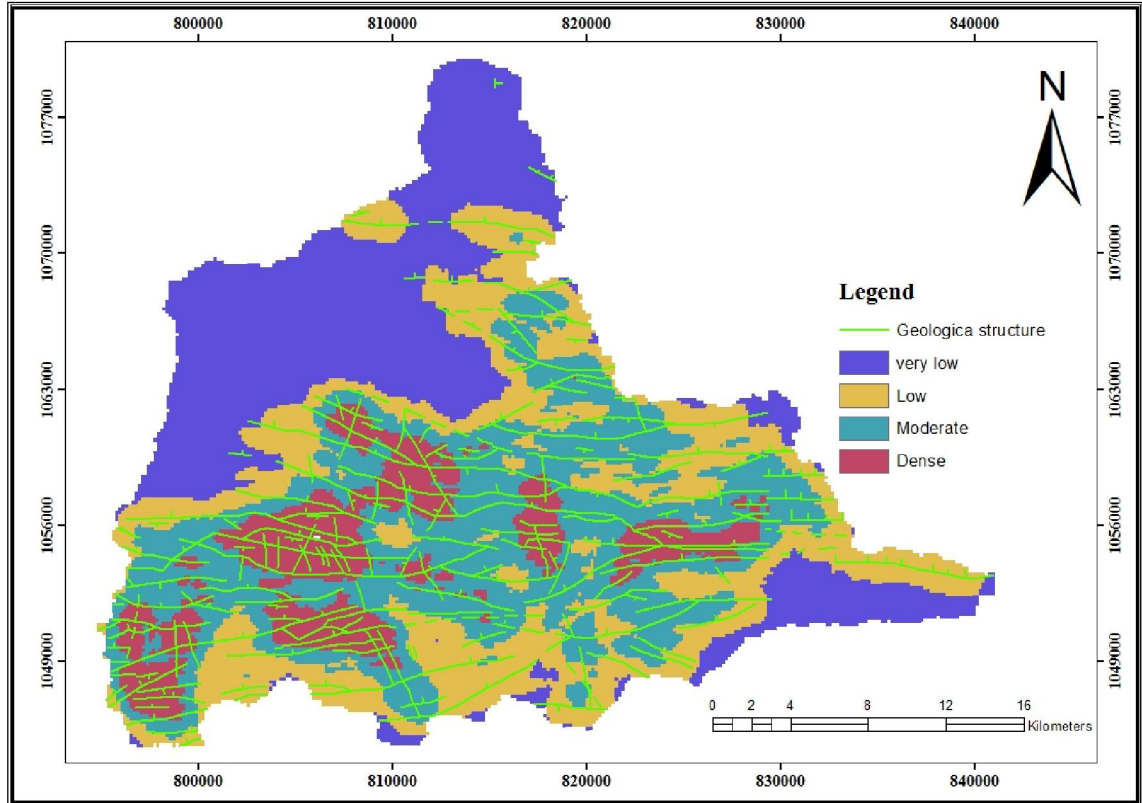 800000 810000 820000 830000 840000
N
1077000 1077000
1070000 1070000
Legend
Geologica structure
very low
1063000 1063000
Low
Moderate
Dense
1056000 1056000
1049000 1049000
0 2 4 8 12 16
Kilometers
800000 810000 820000 830000 840000